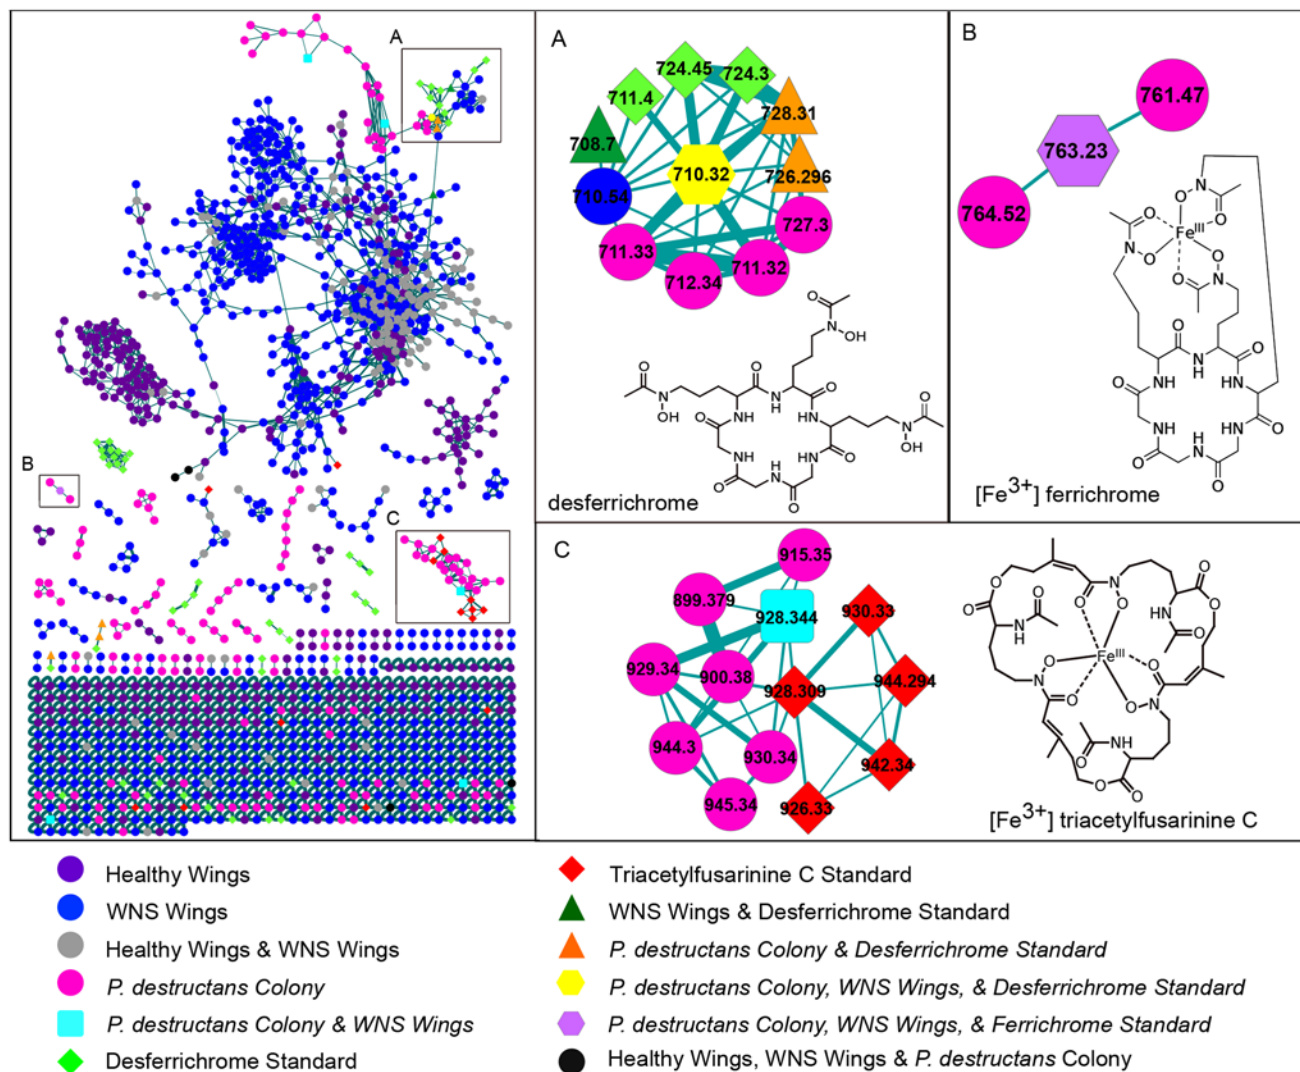 A
B
C
A
724.45
724.3
711.4
728.31
708.7
710.32
726.296
710.54
727.3
711.33
711.32
712.34
desferrichrome
B
761.47
763.23
764.52
[Fe3+] ferrichrome
C
915.35
899.379
928.344
930.33
929.34
900.38
928.309
944.294
944.3
930.34
942.34
945.34
926.33
[Fe3+] triacetylfusarinine C
Healthy Wings
WNS Wings
Healthy Wings & WNS Wings
P. destructans Colony
P. destructans Colony & WNS Wings
Desferrichrome Standard
Triacetylfusarinine C Standard
WNS Wings & Desferrichrome Standard
P. destructans Colony & Desferrichrome Standard
P. destructans Colony, WNS Wings, & Desferrichrome Standard
P. destructans Colony, WNS Wings, & Ferrichrome Standard
Healthy Wings, WNS Wings & P. destructans Colony